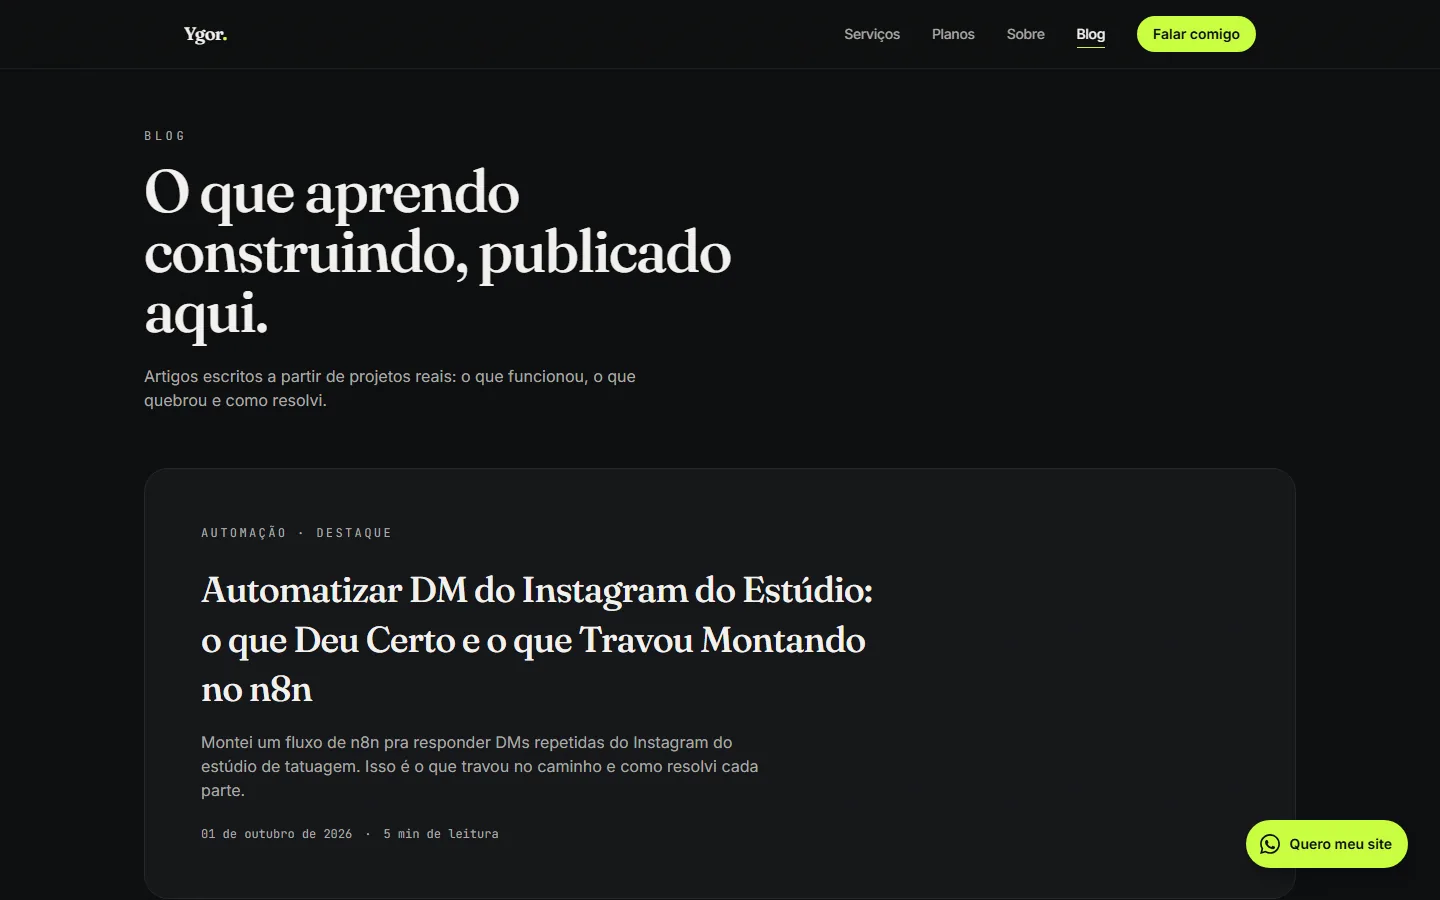 Ygor.
Serviços
Planos
Sobre
Blog
Falar comigo
BLOG
O que aprendo
construindo, publicado
aqui.
Artigos escritos a partir de projetos reais: o que funcionou, o que
quebrou e como resolvi.
AUTOMAÇÃO · DESTAQUE
Automatizar DM do Instagram do Estúdio:
o que Deu Certo e o que Travou Montando
no n8n
Montei um fluxo de n8n pra responder DMs repetidas do Instagram do
estúdio de tatuagem. Isso é o que travou no caminho e como resolvi cada
parte.
01 de outubro de 2026 · 5 min de leitura
Quero meu site